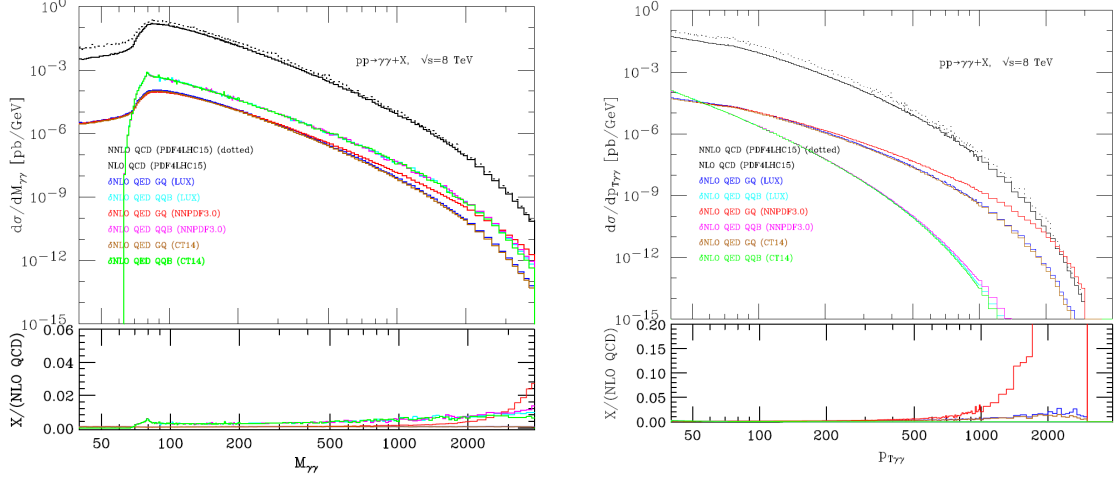 10⁻³
10⁻⁶
10⁻⁹
10⁻¹²
10⁻¹⁵
dσ/dM_γγ [pb/GeV]
pp→γγ+X, √s=8 TeV
NNLO QCD (PDF4LHC15) (dotted)
NLO QCD (PDF4LHC15)
δNLO QED GQ (LUX)
δNLO QED QQB (LUX)
δNLO QED GQ (NNPDF3.0)
δNLO QED QQB (NNPDF3.0)
δNLO QED GQ (CT14)
δNLO QED QQB (CT14)
X/(NLO QCD)
0.06
0.04
0.02
0.00
50 100 200 500 1000 2000
M_γγ
10⁰
10⁻³
10⁻⁶
10⁻⁹
10⁻¹²
10⁻¹⁵
dσ/dp_Tγγ [pb/GeV]
pp→γγ+X, √s=8 TeV
NNLO QCD (PDF4LHC15) (dotted)
NLO QCD (PDF4LHC15)
δNLO QED GQ (LUX)
δNLO QED QQB (LUX)
δNLO QED GQ (NNPDF3.0)
δNLO QED QQB (NNPDF3.0)
δNLO QED GQ (CT14)
δNLO QED QQB (CT14)
X/(NLO QCD)
0.20
0.15
0.10
0.05
0.00
50 100 200 500 1000 2000
p_Tγγ